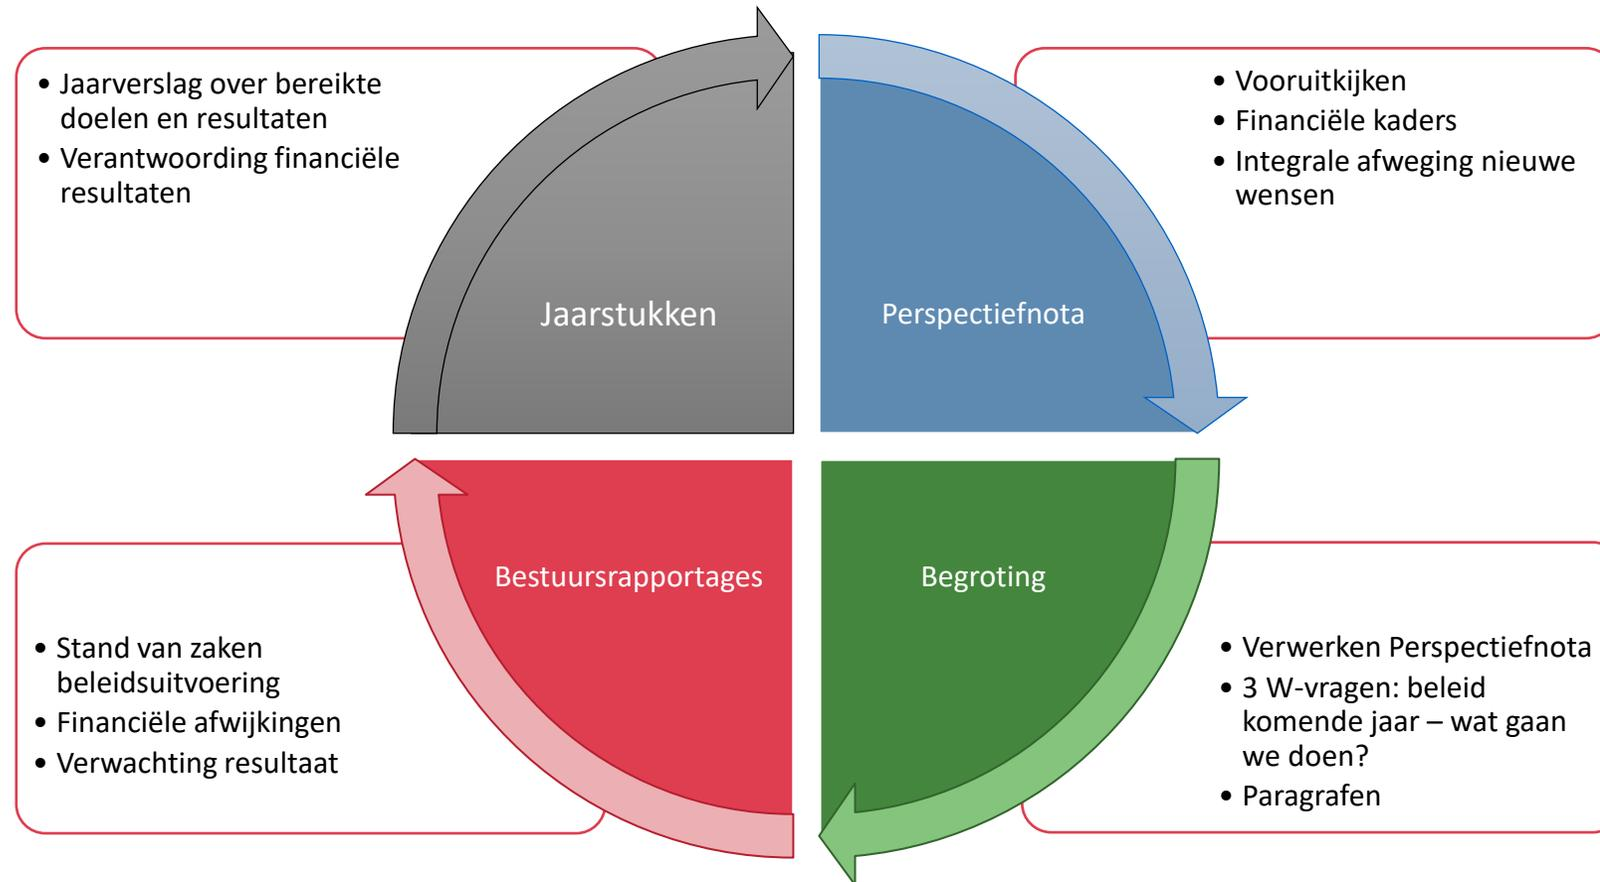 • Jaarverslag over bereikte
doelen en resultaten
• Verantwoording financiële
resultaten
• Vooruitkijken
• Financiële kaders
• Integrale afweging nieuwe
wensen
Jaarstukken
Perspectiefnota
Bestuursrapportages
Begroting
• Stand van zaken
beleidsuitvoering
• Financiële afwijkingen
• Verwachting resultaat
• Verwerken Perspectiefnota
• 3 W-vragen: beleid
komende jaar – wat gaan
we doen?
• Paragrafen